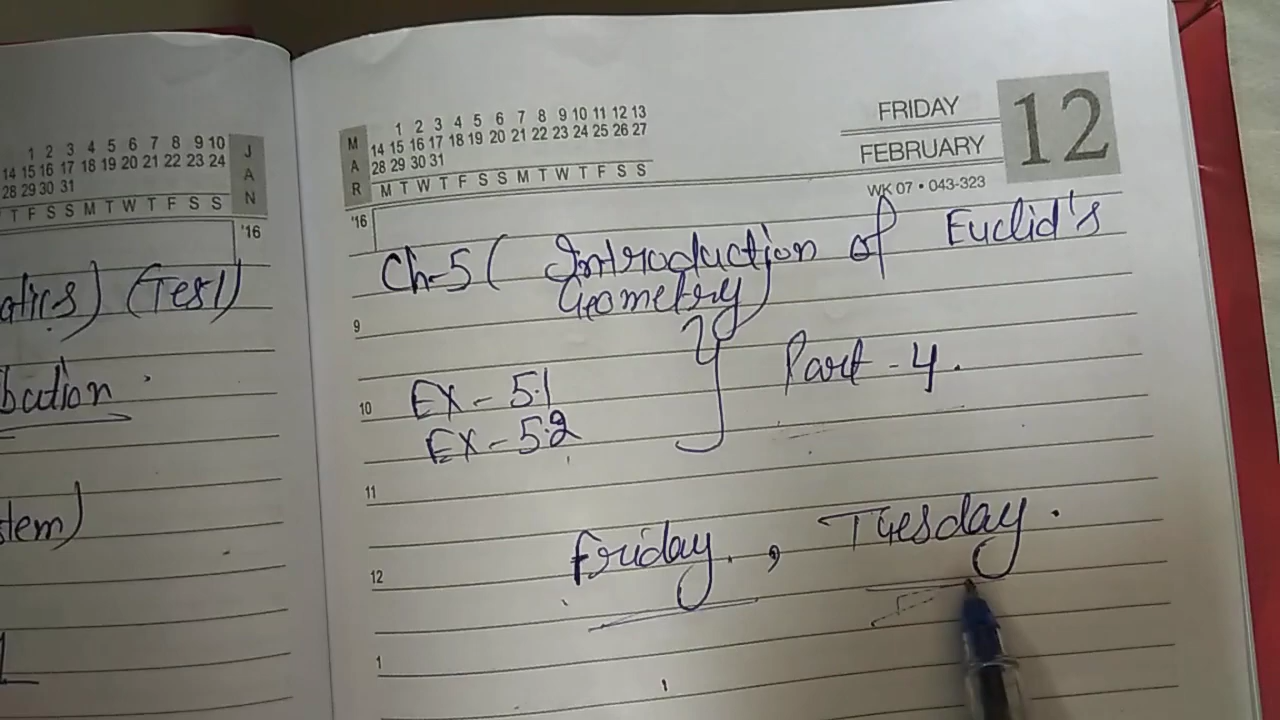 1 2 3 4 5 6 7 8 9 10
14 15 16 17 18 19 20 21 22 23 24
28 29 30 31
T F S S M T W T F S S
JAN
'16
(Test)
bution.
1 2 3 4 5 6 7 8 9 10 11 12 13
14 15 16 17 18 19 20 21 22 23 24 25 26 27
28 29 30 31
M T W T F S S M T W T F S S
MAR
'16
FRIDAY
FEBRUARY
12
WK 07 • 043-323
Ch-5 ( Introduction of Euclid's
Geometry)
9
Part - 4.
10 EX - 5.1
EX - 5.2
11
Friday. , Tuesday.
12
1